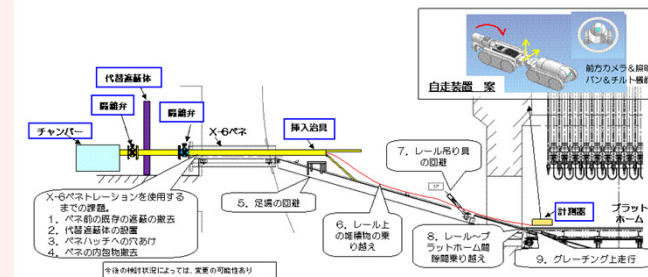 代替遮蔽体
隔離弁
隔離弁
チャンバー
X-6ペネ
挿入治具
自走装置 案
前方カメラ&照明
パン&チルト機能
7. レール吊り具
の回避
計測器
プラット
ホーム
X-6ペネトレーションを使用する
までの課題。
1. ペネ前の既存の遮蔽の撤去
2. 代替遮蔽体の設置
3. ペネハッチへの穴あけ
4. ペネの内包物撤去
5. 足場の回避
6. レール上
の堆積物の乗
り越え
8. レール～プ
ラットホーム間
隙間乗り越え
9. グレーチング上走行
今後の検討状況によっては、変更の可能性あり